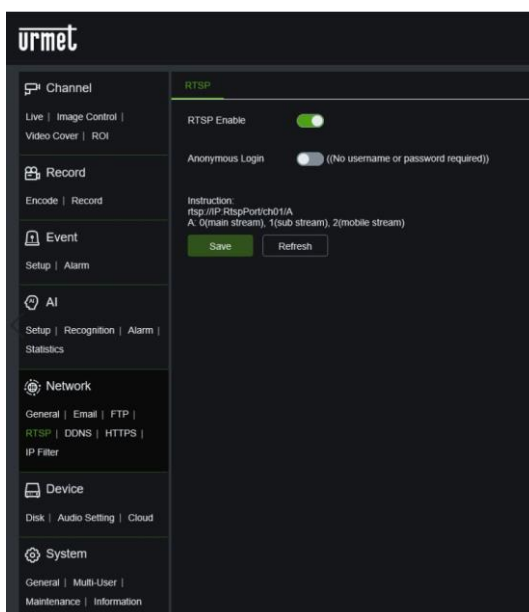 urmet
Channel
Live | Image Control |
Video Cover | ROI
Record
Encode | Record
Event
Setup | Alarm
AI
Setup | Recognition | Alarm |
Statistics
Network
General | Email | FTP |
RTSP | DDNS | HTTPS |
IP Filter
Device
Disk | Audio Setting | Cloud
System
General | Multi-User |
Maintenance | Information
RTSP
RTSP Enable
Anonymous Login ((No username or password required))
Instruction:
rtsp://IP:RtspPort/ch01/A
A: 0(main stream), 1(sub stream), 2(mobile stream)
Save Refresh